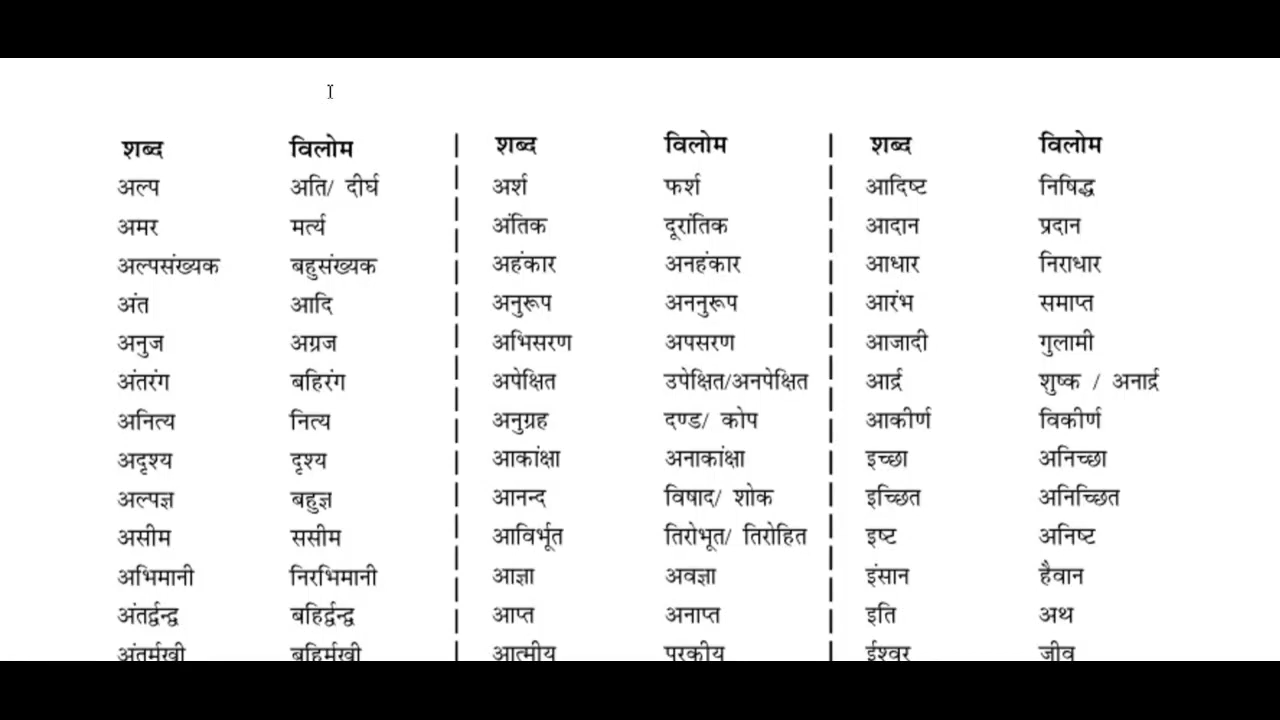 शब्द विलोम | शब्द विलोम | शब्द विलोम
अल्प अति/ दीर्घ | अर्श फर्श | आदिष्ट निषिद्ध
अमर मर्त्य | अंतिक दूरांतिक | आदान प्रदान
अल्पसंख्यक बहुसंख्यक | अहंकार अनहंकार | आधार निराधार
अंत आदि | अनुरूप अननुरूप | आरंभ समाप्त
अनुज अग्रज | अभिसरण अपसरण | आजादी गुलामी
अंतरंग बहिरंग | अपेक्षित उपेक्षित/अनपेक्षित | आर्द्र शुष्क / अनार्द्र
अनित्य नित्य | अनुग्रह दण्ड/ कोप | आकीर्ण विकीर्ण
अदृश्य दृश्य | आकांक्षा अनाकांक्षा | इच्छा अनिच्छा
अल्पज्ञ बहुज्ञ | आनन्द विषाद/ शोक | इच्छित अनिच्छित
असीम ससीम | आविर्भूत तिरोभूत/ तिरोहित | इष्ट अनिष्ट
अभिमानी निरभिमानी | आज्ञा अवज्ञा | इंसान हैवान
अंतर्द्वन्द्व बहिर्द्वन्द्व | आप्त अनाप्त | इति अथ
अंतर्मुखी बहिर्मुखी | आत्मीय परकीय | ईश्वर जीव